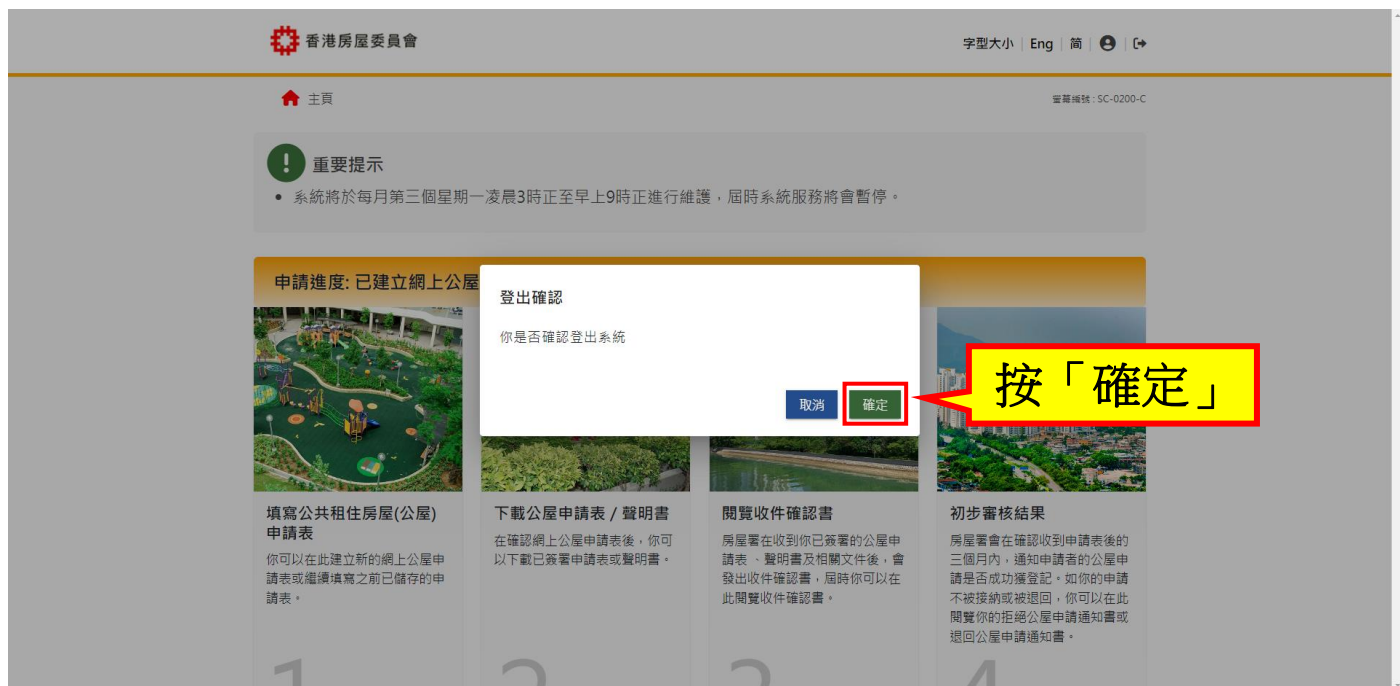 香港房屋委員會
字型大小 | Eng | 简
主頁
螢幕編號 : SC-0200-C
重要提示
• 系統將於每月第三個星期一凌晨3時正至早上9時正進行維護，屆時系統服務將會暫停。
申請進度: 已建立網上公屋
登出確認
你是否確認登出系統
取消
確定
按「確定」
填寫公共租住房屋(公屋)
申請表
你可以在此建立新的網上公屋申
請表或繼續填寫之前已儲存的申
請表。
1
下載公屋申請表 / 聲明書
在確認網上公屋申請表後，你可
以下載已簽署申請表或聲明書。
2
閱覽收件確認書
房屋署在收到你已簽署的公屋申
請表 、聲明書及相關文件後，會
發出收件確認書，屆時你可以在
此閱覽收件確認書。
3
初步審核結果
房屋署會在確認收到申請表後的
三個月內，通知申請者的公屋申
請是否成功獲登記。如你的申請
不被接納或被退回，你可以在此
閱覽你的拒絕公屋申請通知書或
退回公屋申請通知書。
4